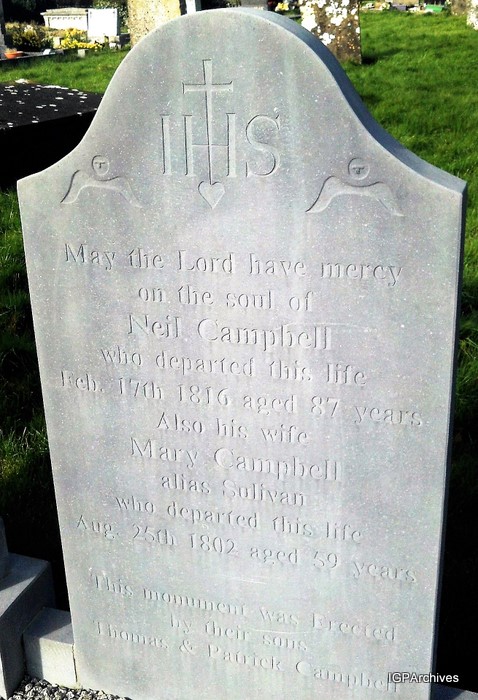 IHS
May the Lord have mercy
on the soul of
Neil Campbell
who departed this life
Feb. 17th 1816 aged 87 years
Also his wife
Mary Campbell
alias Sulivan
who departed this life
Aug. 25th 1802 aged 59 years
This monument was Erected
by their sons
Thomas & Patrick Campbell
IGPArchives